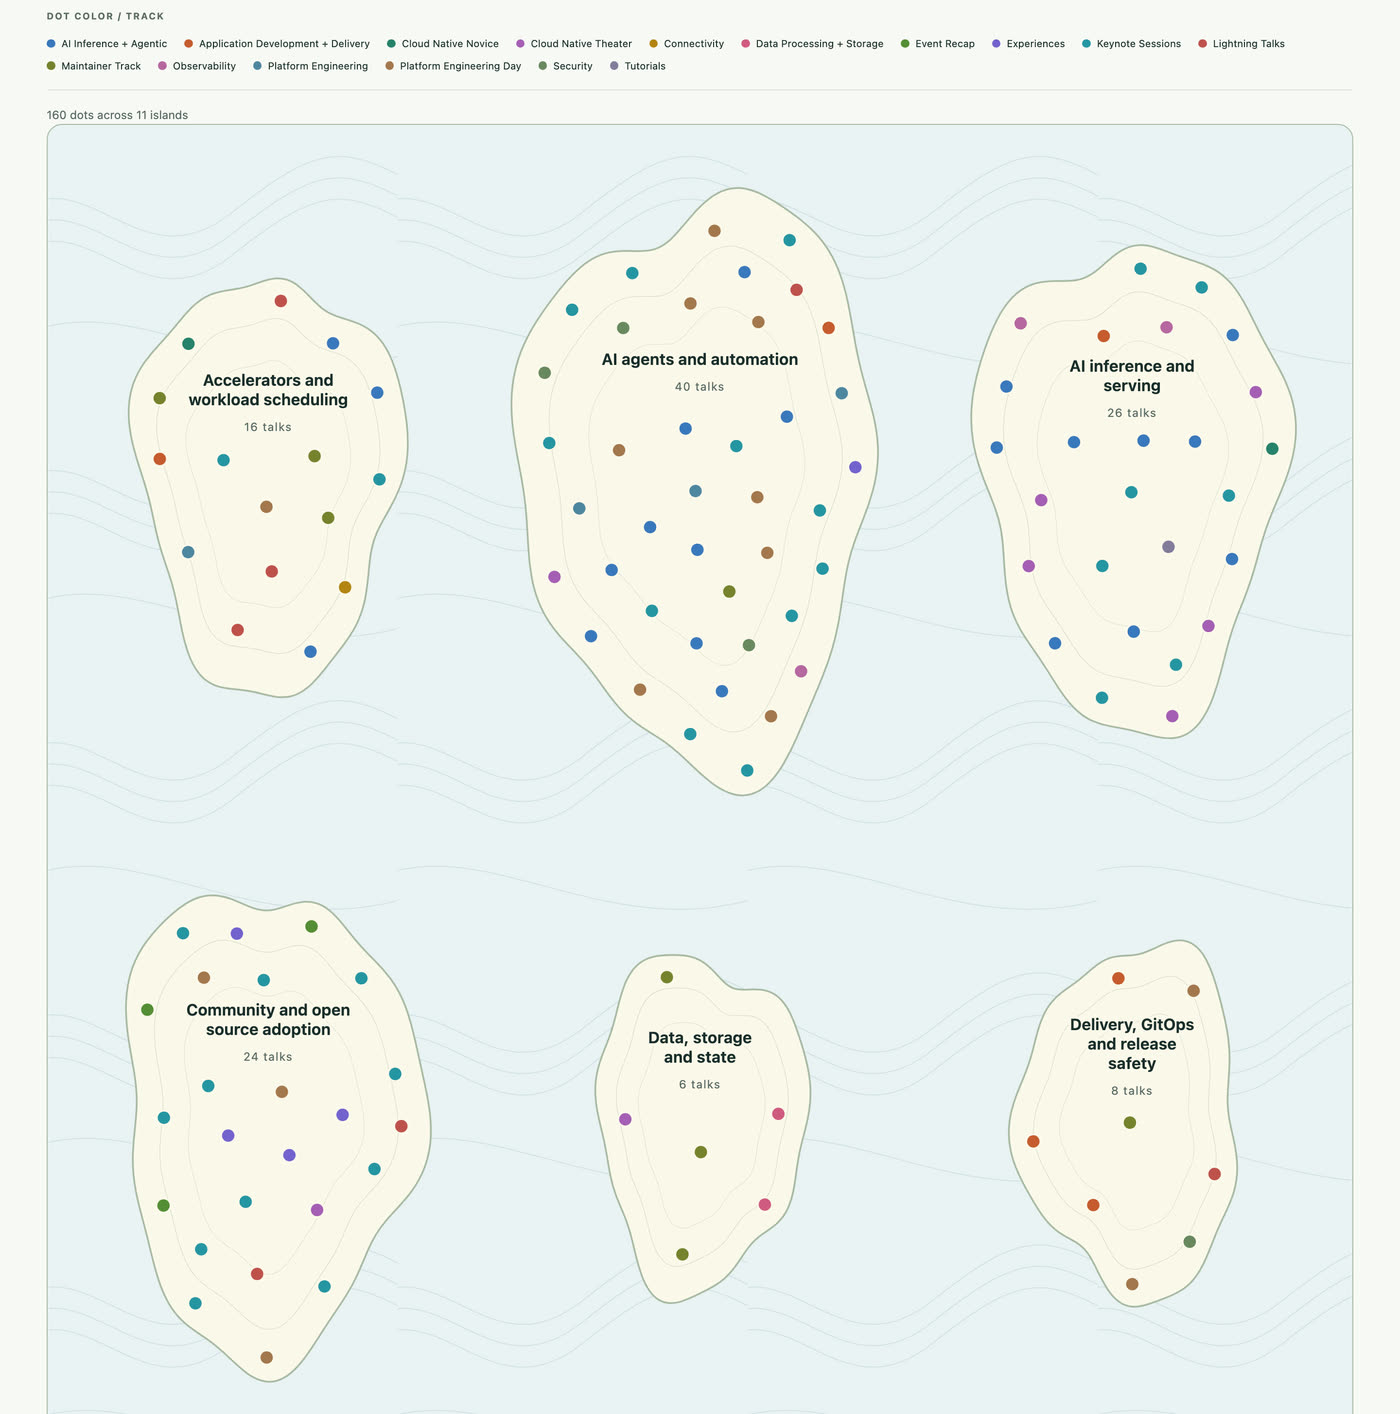 DOT COLOR / TRACK
AI Inference + Agentic
Application Development + Delivery
Cloud Native Novice
Cloud Native Theater
Connectivity
Data Processing + Storage
Event Recap
Experiences
Keynote Sessions
Lightning Talks
Maintainer Track
Observability
Platform Engineering
Platform Engineering Day
Security
Tutorials
160 dots across 11 islands
Accelerators and
workload scheduling
16 talks
AI agents and automation
40 talks
AI inference and
serving
26 talks
Community and open
source adoption
24 talks
Data, storage
and state
6 talks
Delivery, GitOps
and release
safety
8 talks